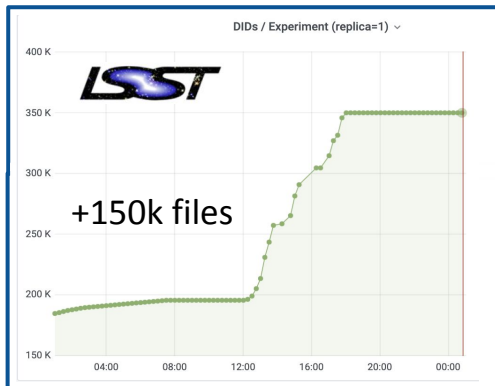 DIDs / Experiment (replica=1)
400 K
LSST
350 K
300 K
+150k files
250 K
200 K
150 K
04:00 08:00 12:00 16:00 20:00 00:00